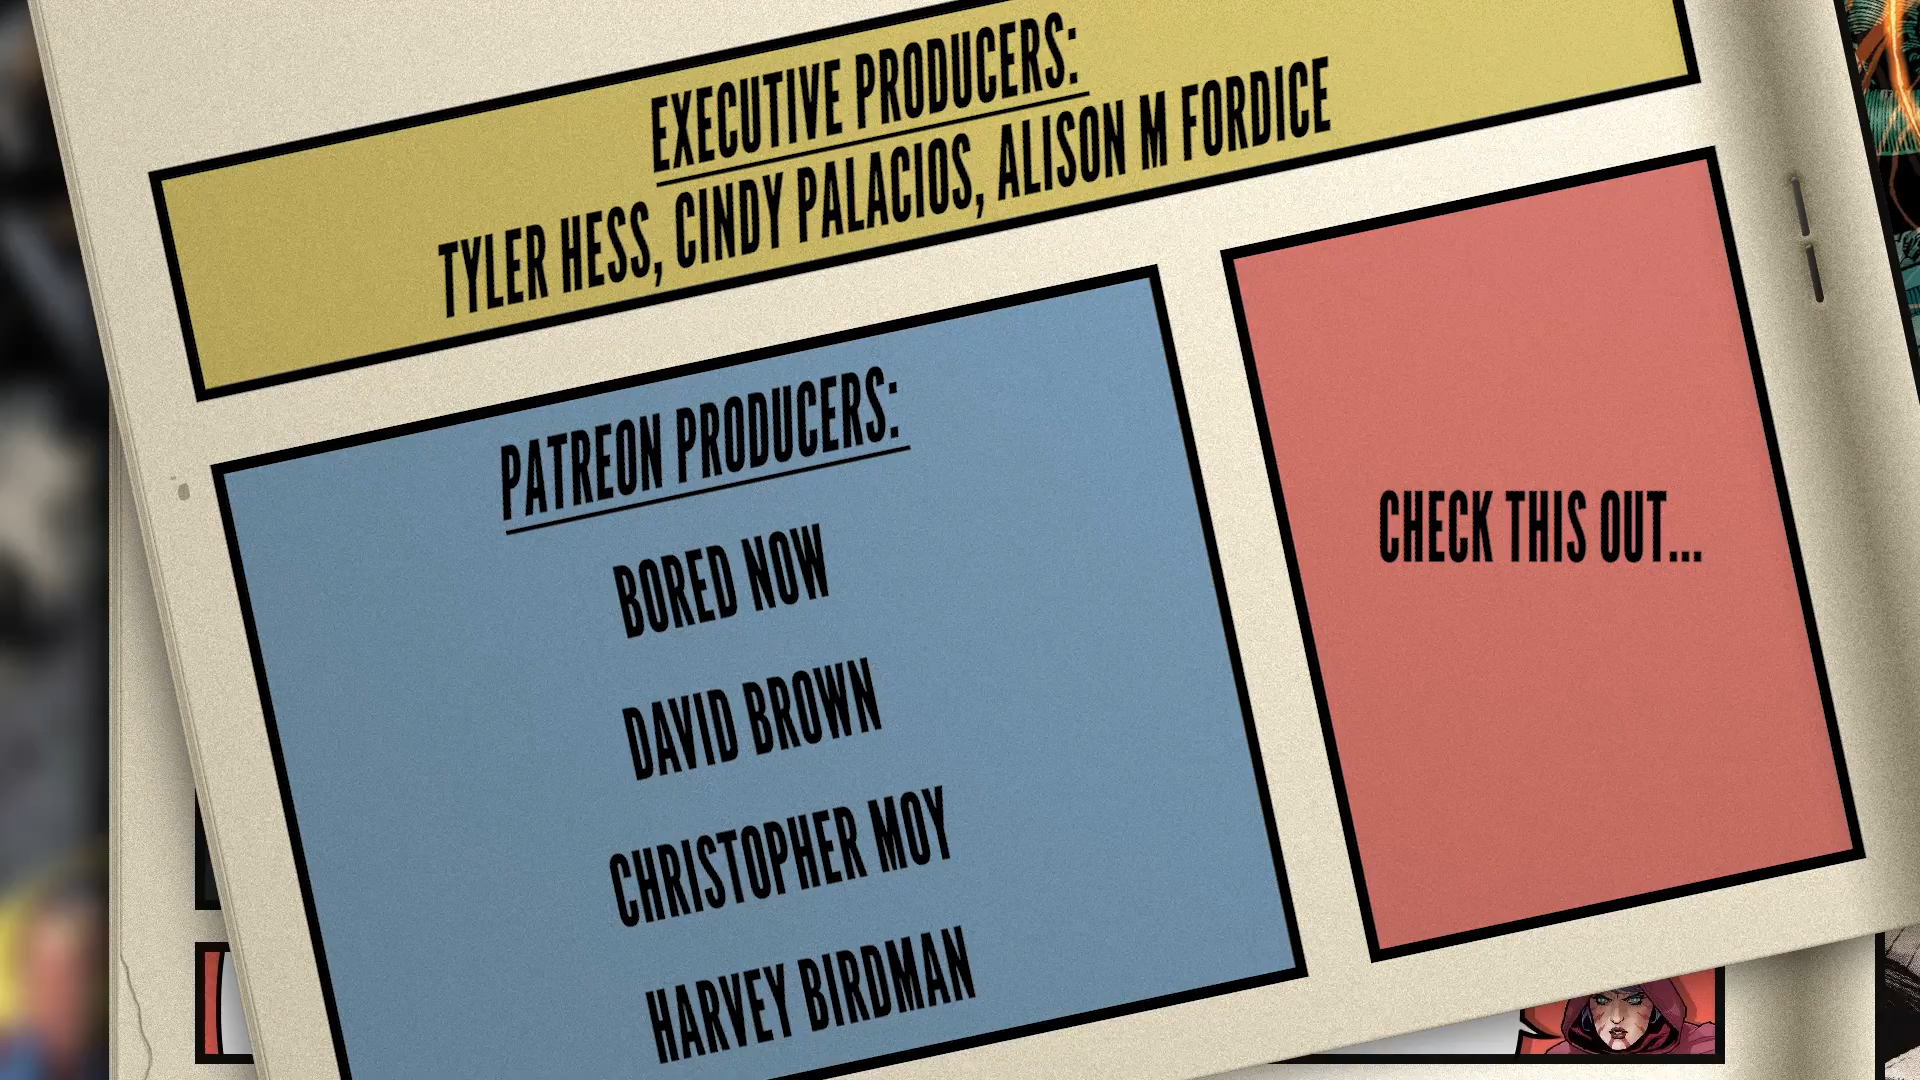 EXECUTIVE PRODUCERS:
TYLER HESS, CINDY PALACIOS, ALISON M FORDICE
PATREON PRODUCERS:
BORED NOW
DAVID BROWN
CHRISTOPHER MOY
HARVEY BIRDMAN
CHECK THIS OUT...